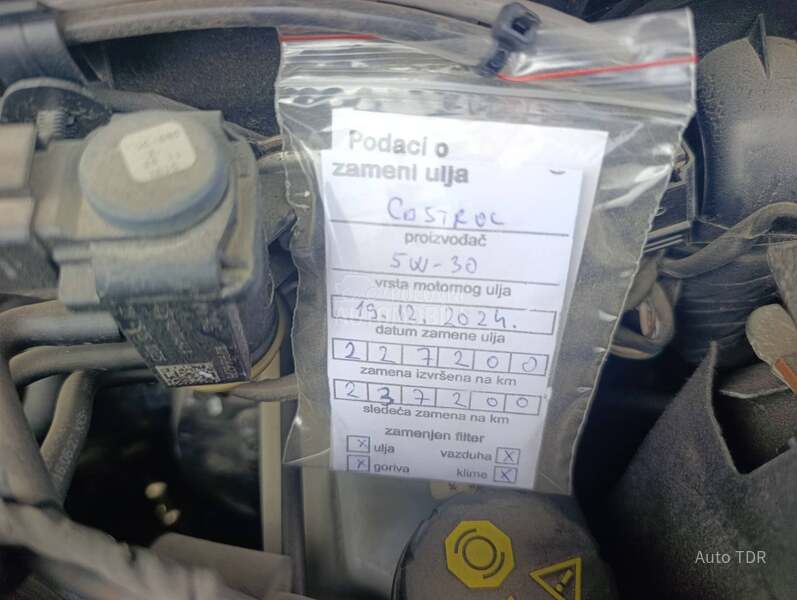 Podaci o
zameni ulja
CASTROL
proizvođač
5W-30
vrsta motornog ulja
19.12.2024.
datum zamene ulja
227200
zamena izvršena na km
237200
sledeća zamena na km
zamenjen filter
x ulja vazduha x
x goriva klime x
Auto TDR